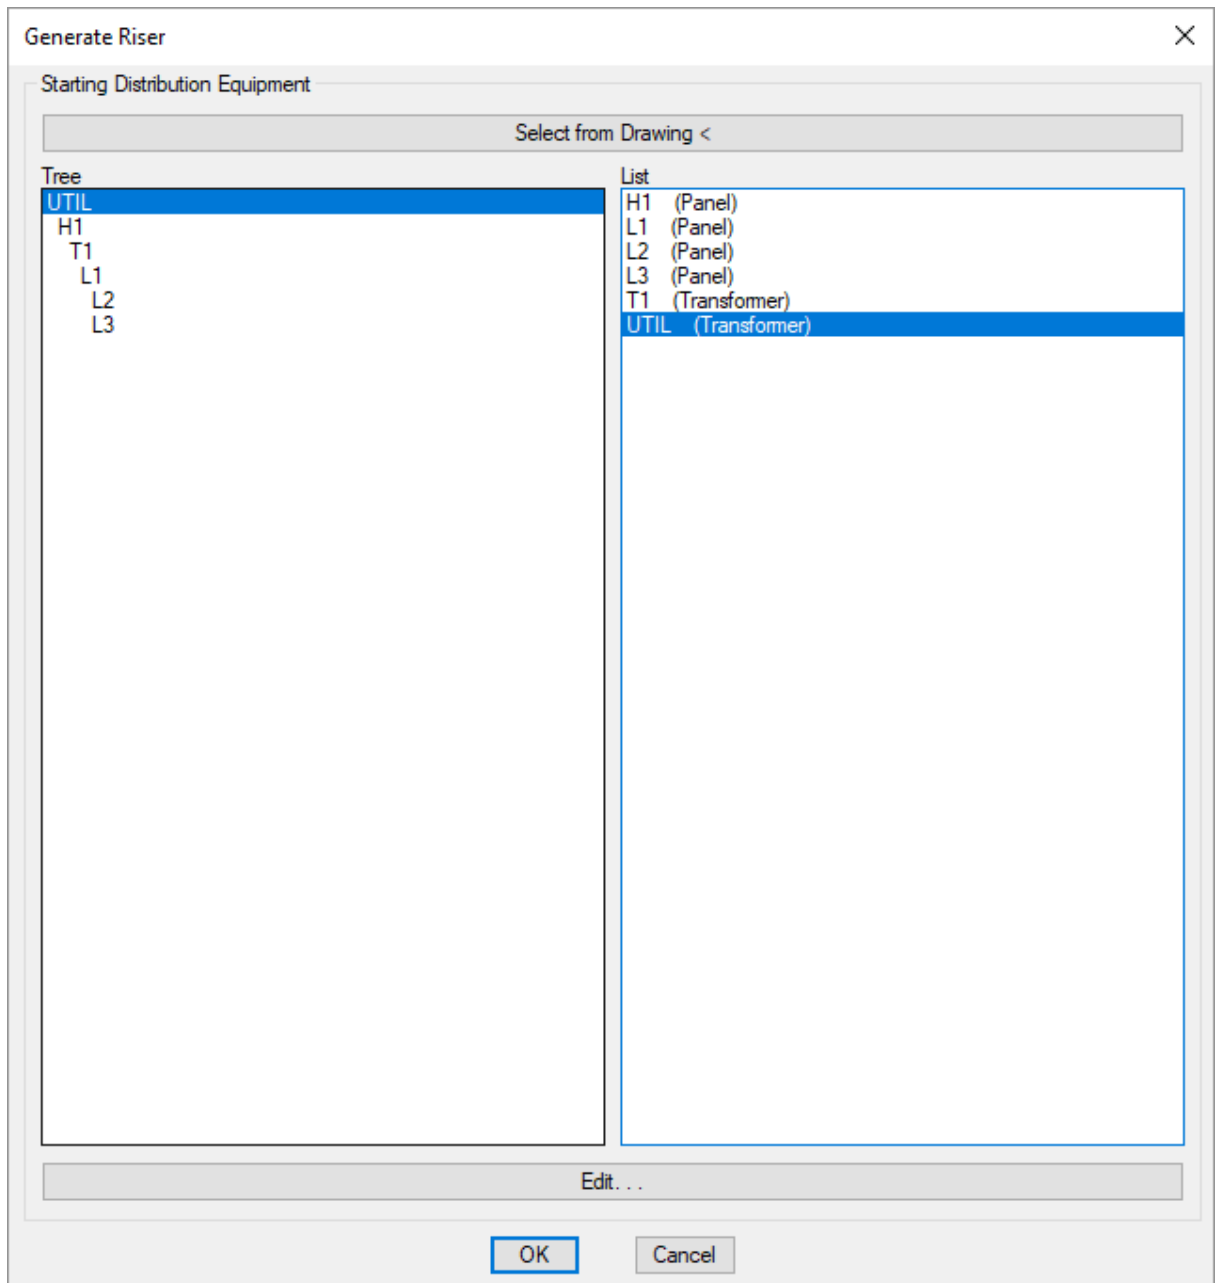 Generate Riser
Starting Distribution Equipment
Select from Drawing <
Tree
UTIL
H1
T1
L1
L2
L3
List
H1 (Panel)
L1 (Panel)
L2 (Panel)
L3 (Panel)
T1 (Transformer)
UTIL (Transformer)
Edit. . .
OK
Cancel